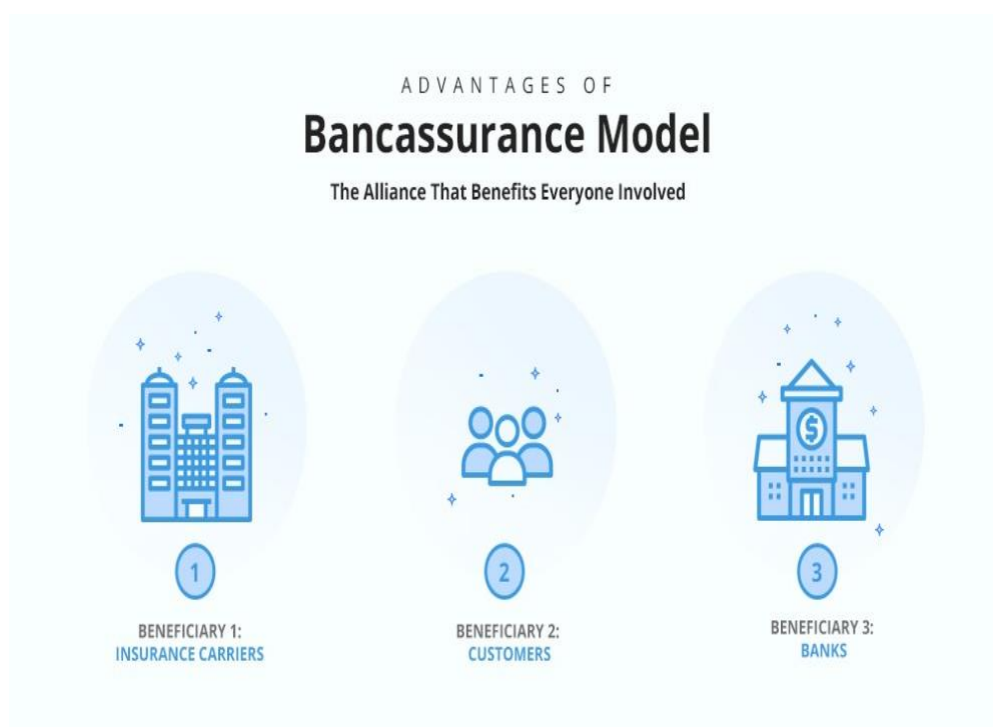 ADVANTAGES OF
Bancassurance Model
The Alliance That Benefits Everyone Involved
$
1
2
3
BENEFICIARY 1:
INSURANCE CARRIERS
BENEFICIARY 2:
CUSTOMERS
BENEFICIARY 3:
BANKS